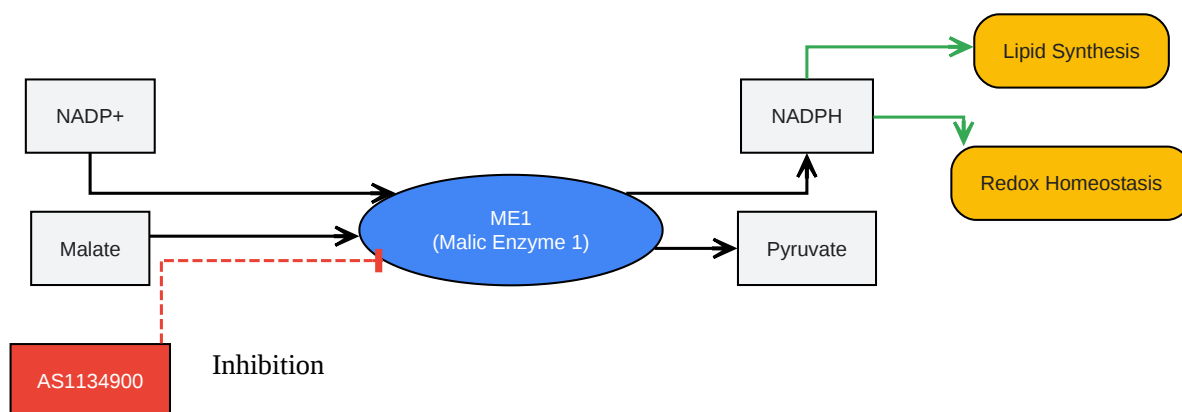 Lipid Synthesis
NADP+
NADPH
Redox Homeostasis
ME1
(Malic Enzyme 1)
Malate
Pyruvate
Inhibition
AS1134900